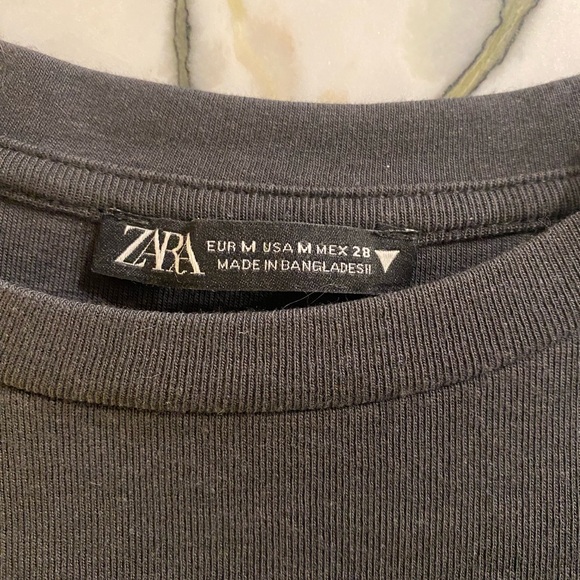 ZARA
EUR M USA M MEX 28
MADE IN BANGLADESH